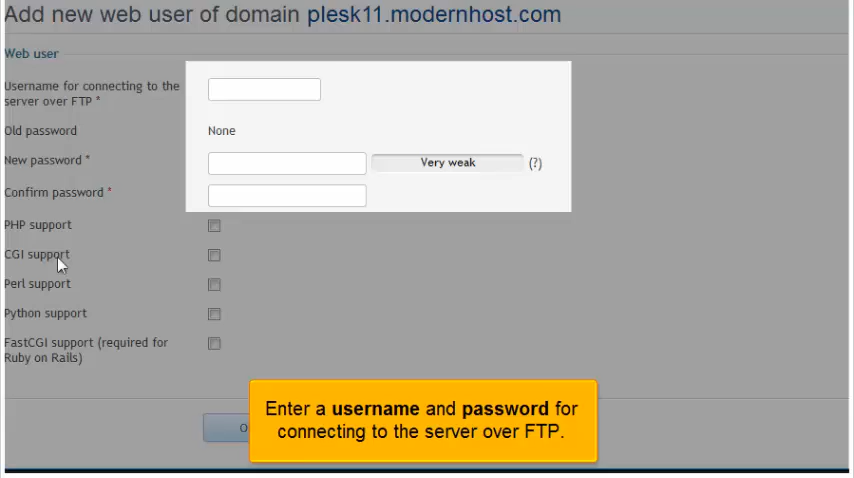 Add new web user of domain plesk11.modernhost.com
Web user
Username for connecting to the
server over FTP *
Old password
None
New password *
Very weak
(?)
Confirm password *
PHP support
CGI support
Perl support
Python support
FastCGI support (required for
Ruby on Rails)
Enter a username and password for
connecting to the server over FTP.